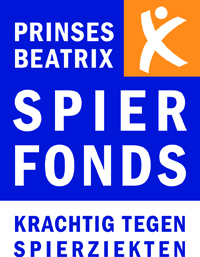 PRINSES
BEATRIX
SPIER
FONDS
KRACHTIG TEGEN
SPIERZIEKTEN